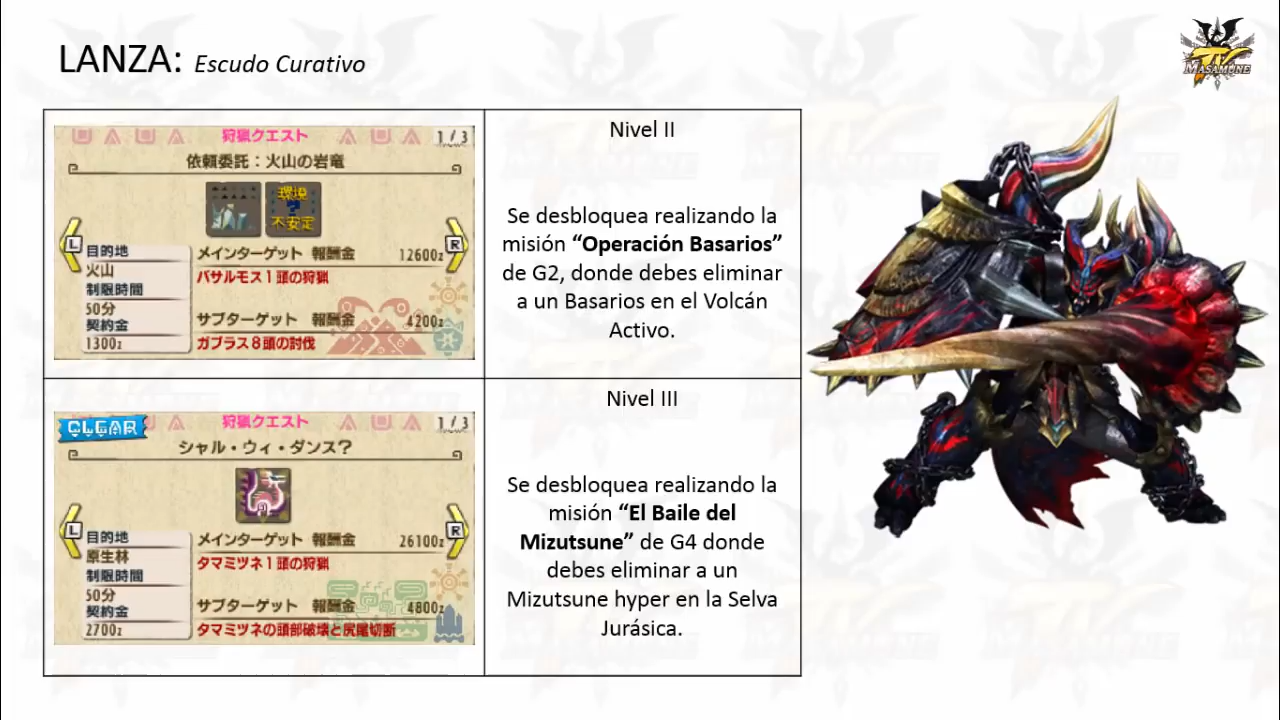 LANZA: Escudo Curativo
TV
MASAMUNE
狩猟クエスト
1/3
依頼委託：火山の岩竜
環境
不安定
L
R
目的地
火山
制限時間
50分
契約金
1300z
メインターゲット 報酬金 12600z
バサルモス1頭の狩猟
サブターゲット 報酬金 4200z
ガブラス8頭の討伐
Nivel II
Se desbloquea realizando la
misión “Operación Basarios”
de G2, donde debes eliminar
a un Basarios en el Volcán
Activo.
CLEAR
狩猟クエスト
1/3
シャル・ウィ・ダンス？
L
R
目的地
原生林
制限時間
50分
契約金
2700z
メインターゲット 報酬金 26100z
タマミツネ1頭の狩猟
サブターゲット 報酬金 4800z
タマミツネの頭部破壊と尻尾切断
Nivel III
Se desbloquea realizando la
misión “El Baile del
Mizutsune” de G4 donde
debes eliminar a un
Mizutsune hyper en la Selva
Jurásica.